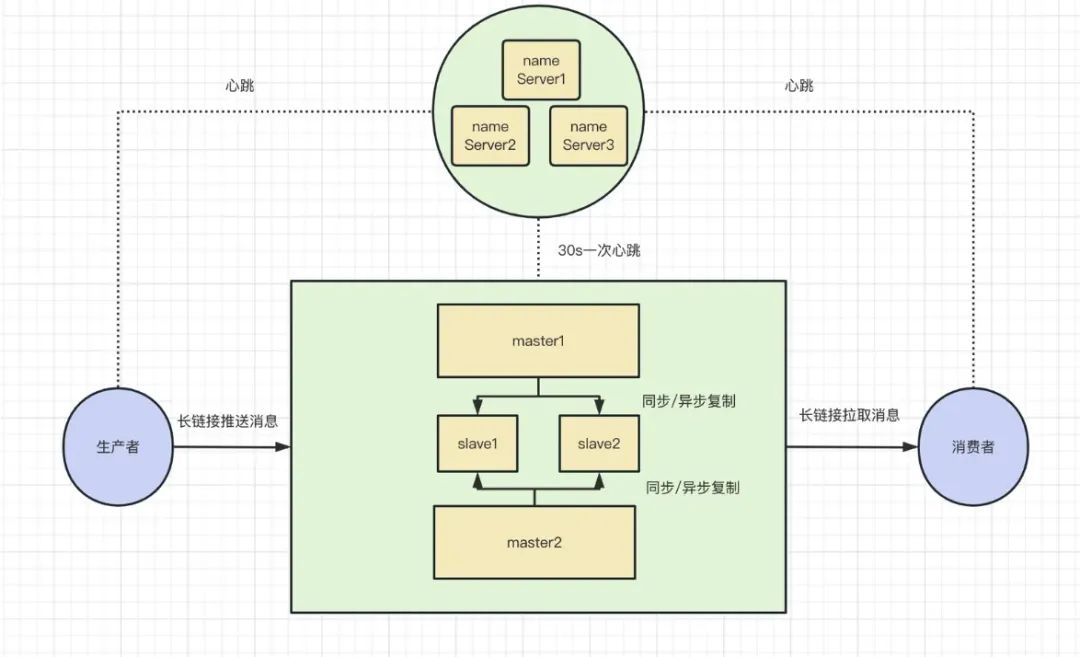 name
Server1
心跳
心跳
name
Server2
name
Server3
30s一次心跳
master1
同步/异步复制
长链接推送消息
长链接拉取消息
生产者
slave1
slave2
消费者
同步/异步复制
master2